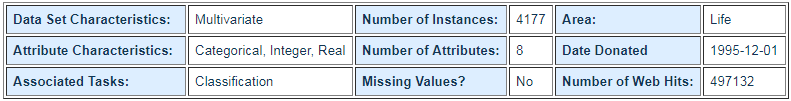 Data Set Characteristics: Multivariate Number of Instances: 4177 Area: Life
Attribute Characteristics: Categorical, Integer, Real Number of Attributes: 8 Date Donated 1995-12-01
Associated Tasks: Classification Missing Values? No Number of Web Hits: 497132